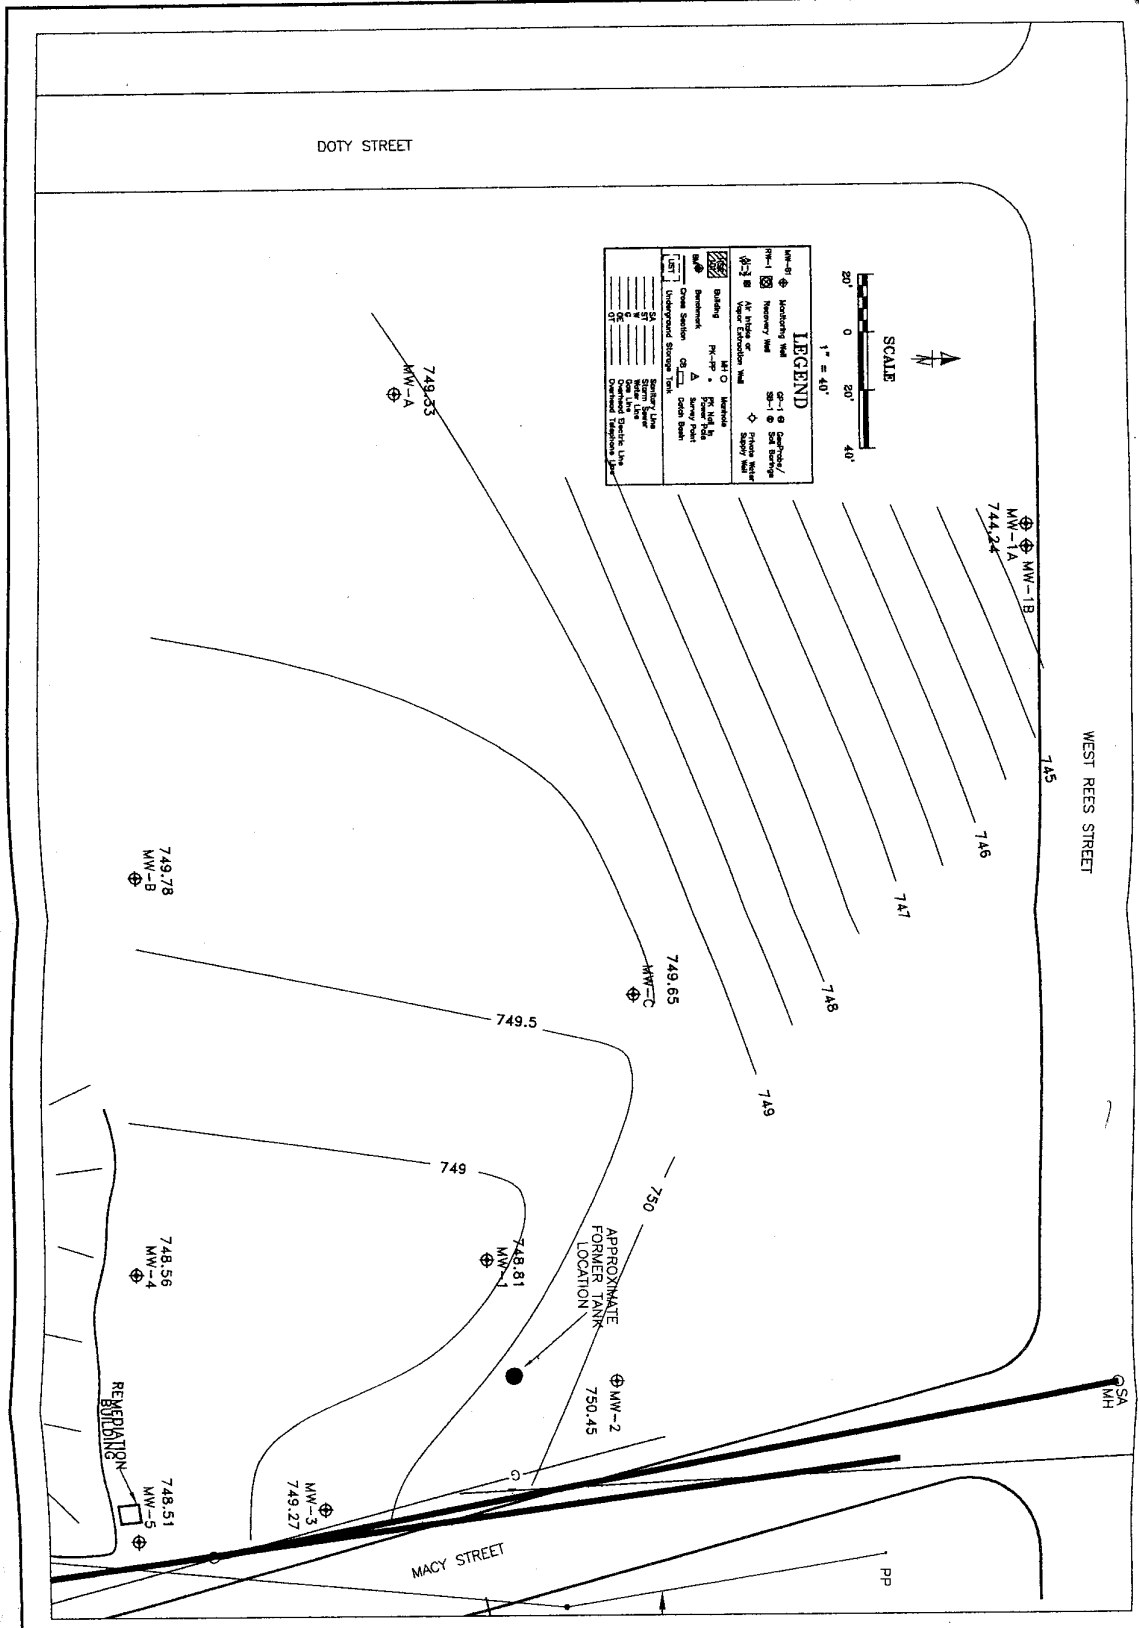 DOTY STREET
WEST REES STREET
MACY STREET
SCALE
20'
0
20'
40'
1" = 40'
N
LEGEND
MW-B1
Monitoring Well
RW-1
Recovery Well
Air Intake or
Vapor Extraction Well
GP-1
GeoProbe/
SB-1
Soil Borings
Private Water
Supply Well
Building
BM
Benchmark
Cross Section
UST
Underground Storage Tank
MH
Manhole
PK-PP
PK Nail in
Power Pole
Survey Point
CB
Catch Basin
SA
Sanitary Line
ST
Storm Sewer
W
Water Line
G
Gas Line
OE
Overhead Electric Line
OT
Overhead Telephone Line
749.33
MW-A
MW-1B
MW-1A
744.24
745
746
747
748
749
749.65
MW-C
749.78
MW-B
749.5
749
750
APPROXIMATE
FORMER TANK
LOCATION
748.81
MW-1
MW-2
750.45
748.56
MW-4
MW-3
749.27
748.51
MW-5
REMEDIATION
BUILDING
G
SA
MH
PP